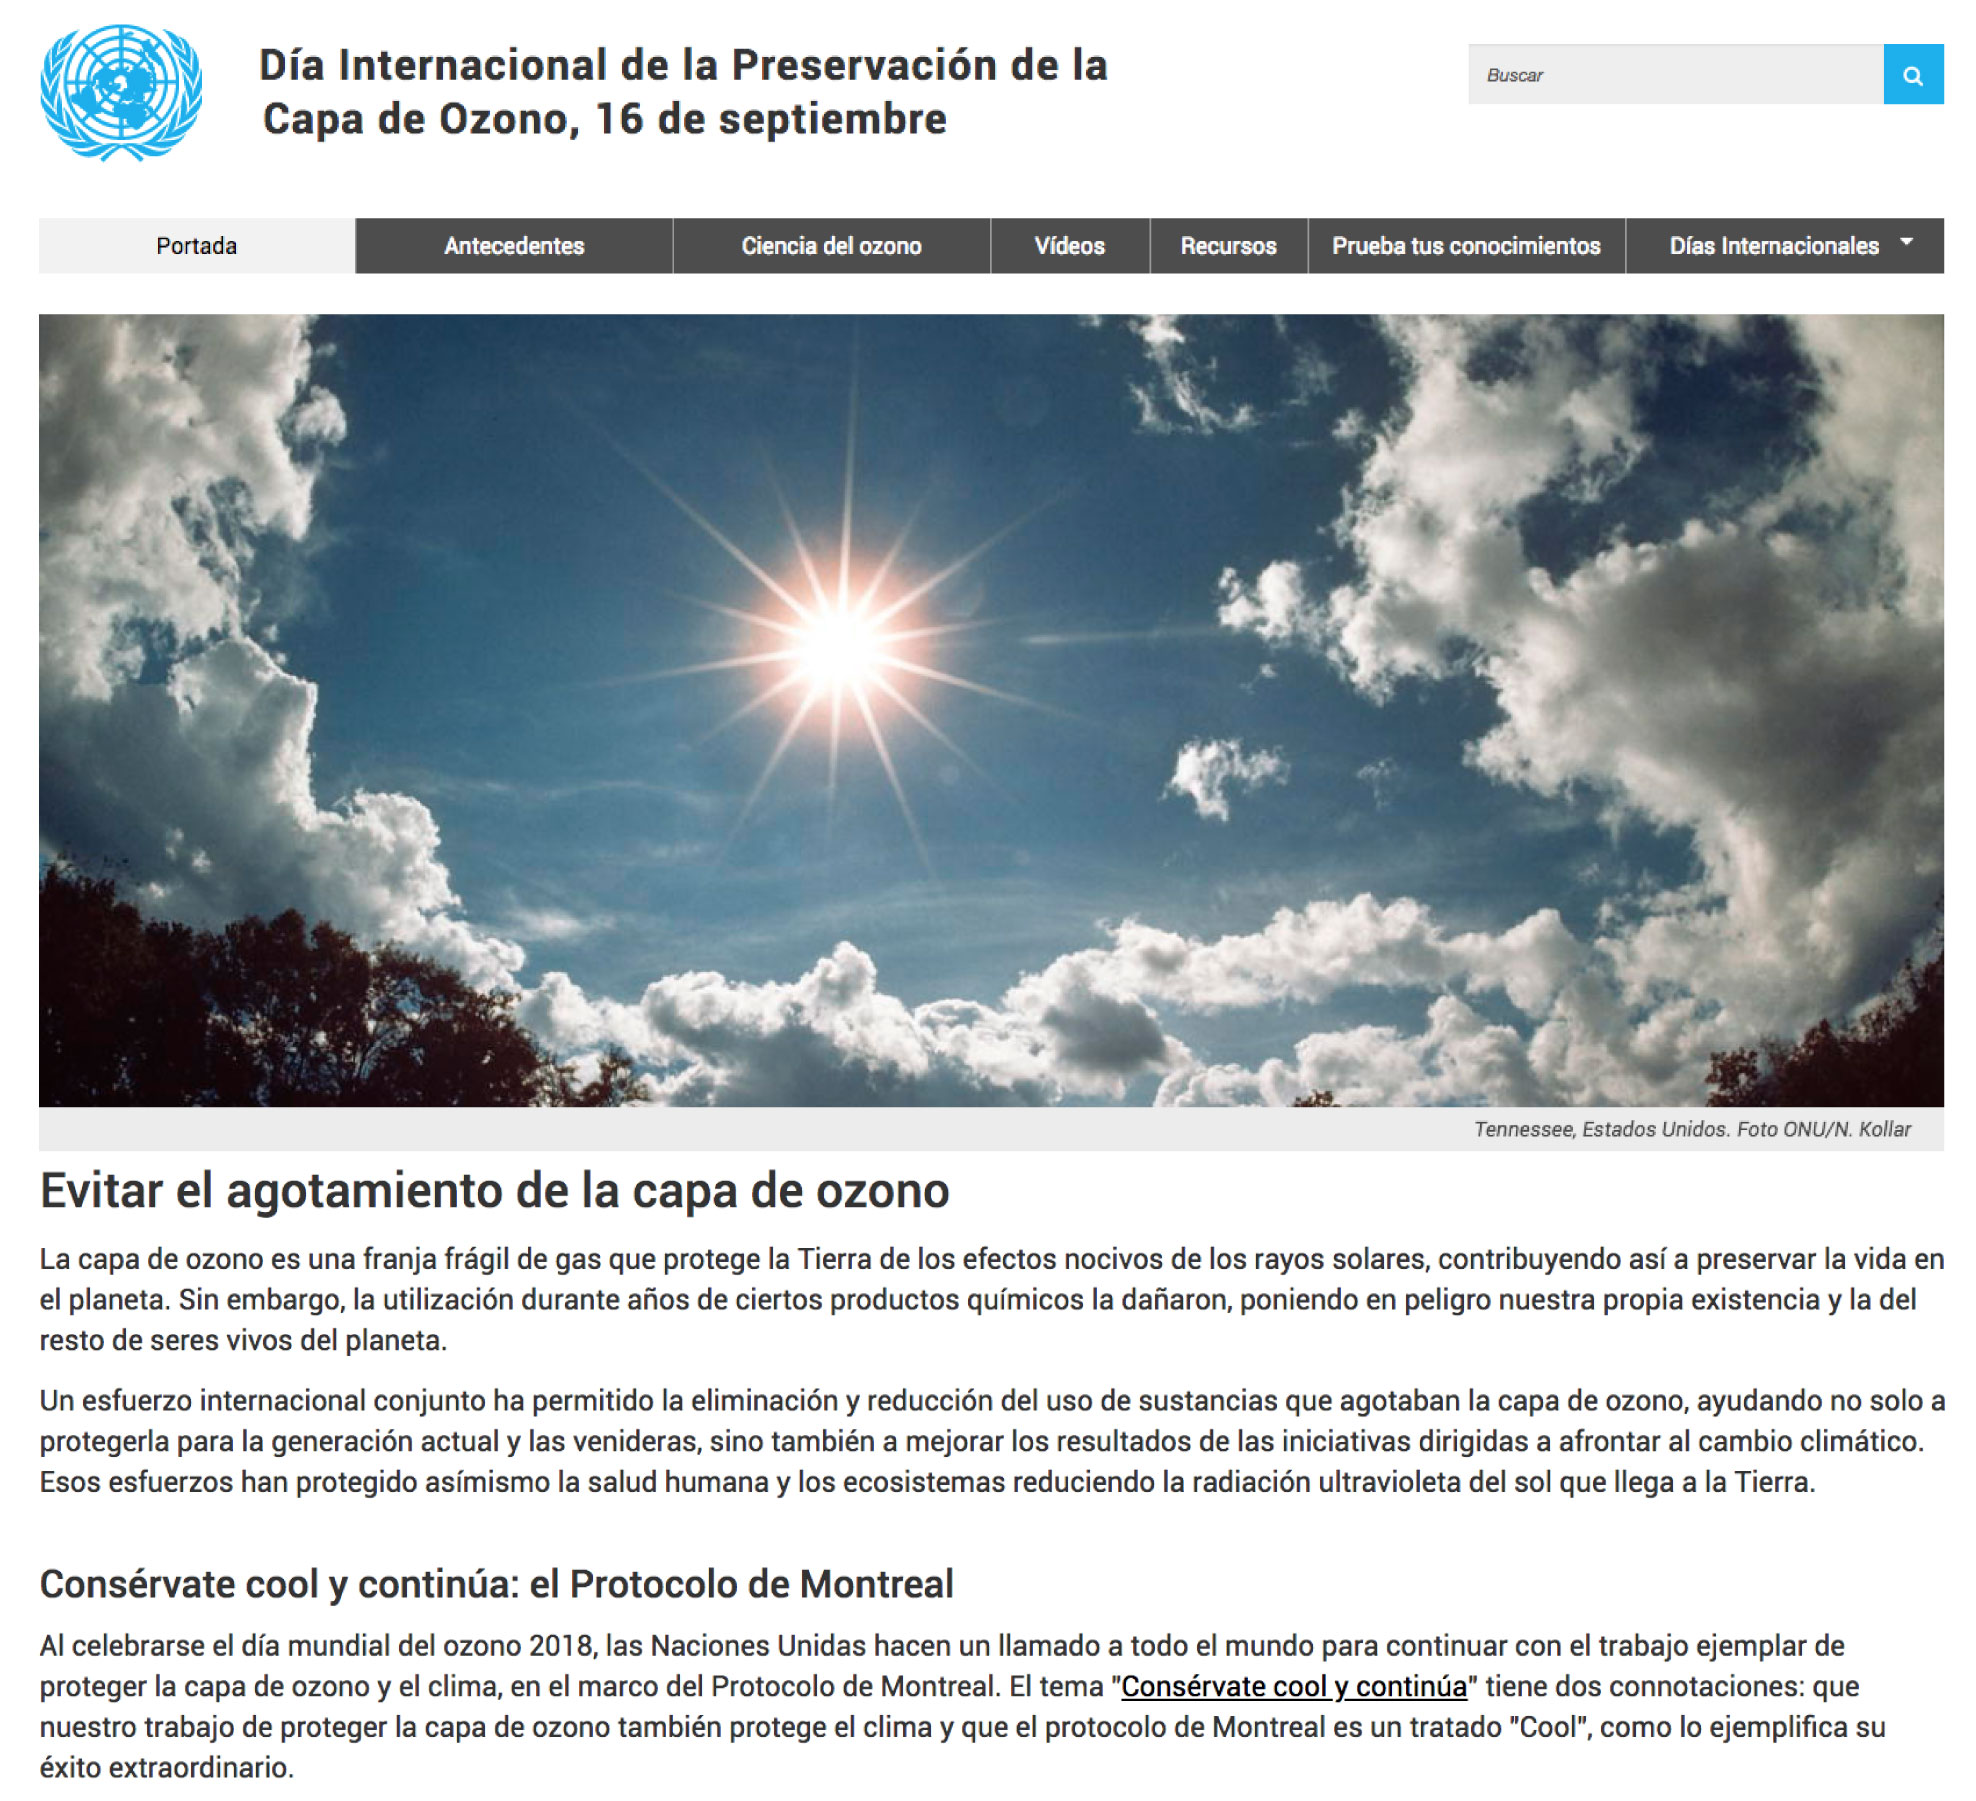 Día Internacional de la Preservación de la
Capa de Ozono, 16 de septiembre
Buscar
Portada
Antecedentes
Ciencia del ozono
Vídeos
Recursos
Prueba tus conocimientos
Días Internacionales
Tennessee, Estados Unidos. Foto ONU/N. Kollar
Evitar el agotamiento de la capa de ozono
La capa de ozono es una franja frágil de gas que protege la Tierra de los efectos nocivos de los rayos solares, contribuyendo así a preservar la vida en
el planeta. Sin embargo, la utilización durante años de ciertos productos químicos la dañaron, poniendo en peligro nuestra propia existencia y la del
resto de seres vivos del planeta.
Un esfuerzo internacional conjunto ha permitido la eliminación y reducción del uso de sustancias que agotaban la capa de ozono, ayudando no solo a
protegerla para la generación actual y las venideras, sino también a mejorar los resultados de las iniciativas dirigidas a afrontar al cambio climático.
Esos esfuerzos han protegido asímismo la salud humana y los ecosistemas reduciendo la radiación ultravioleta del sol que llega a la Tierra.
Consérvate cool y continúa: el Protocolo de Montreal
Al celebrarse el día mundial del ozono 2018, las Naciones Unidas hacen un llamado a todo el mundo para continuar con el trabajo ejemplar de
proteger la capa de ozono y el clima, en el marco del Protocolo de Montreal. El tema "Consérvate cool y continúa" tiene dos connotaciones: que
nuestro trabajo de proteger la capa de ozono también protege el clima y que el protocolo de Montreal es un tratado "Cool", como lo ejemplifica su
éxito extraordinario.